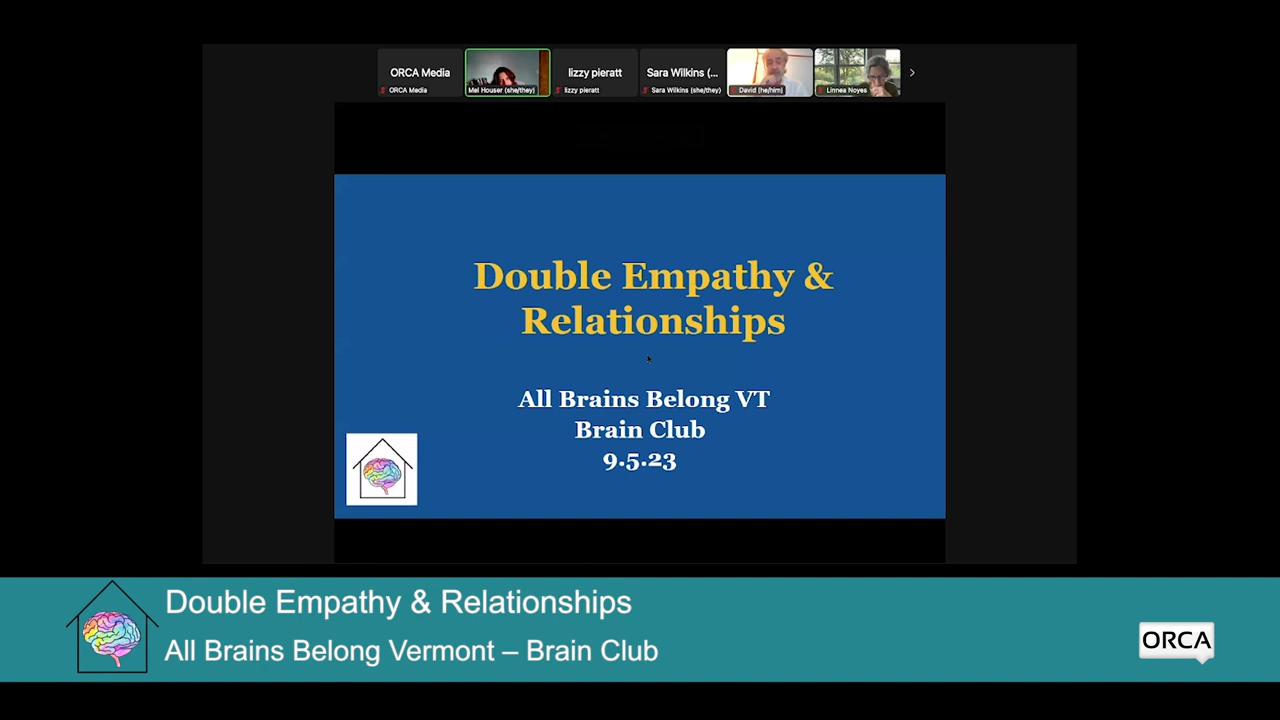 ORCA Media
lizzy pieratt
Sara Wilkins (...
ORCA Media
Mel Houser (she/they)
lizzy pieratt
Sara Wilkins (she/they)
David (he/him)
Linnea Noyes
Double Empathy &
Relationships
All Brains Belong VT
Brain Club
9.5.23
Double Empathy & Relationships
All Brains Belong Vermont – Brain Club
ORCA